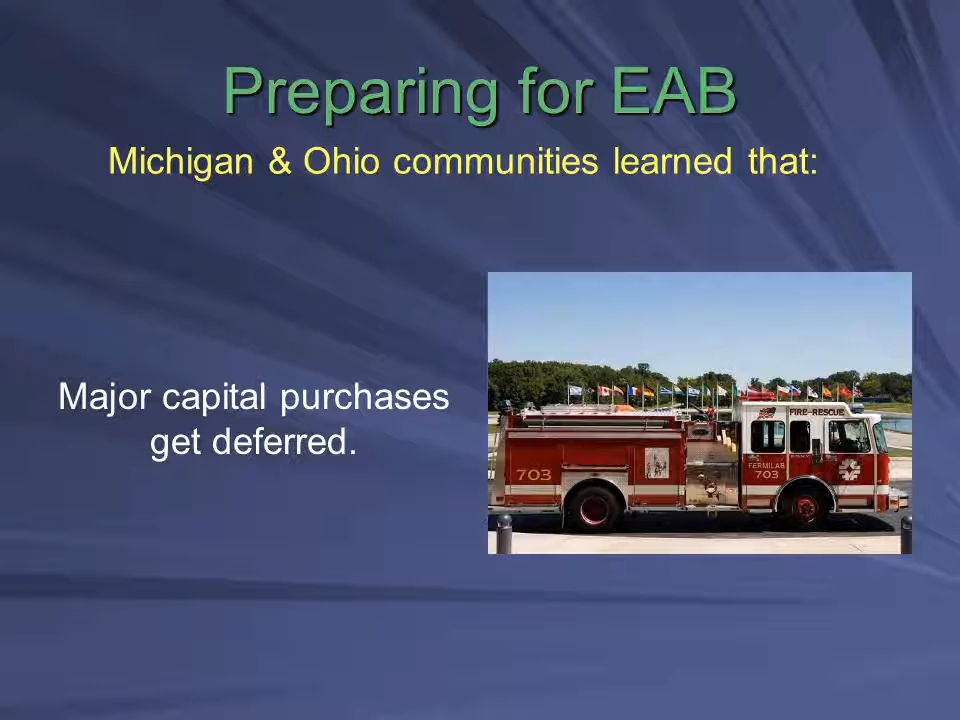 Preparing for EAB
Michigan & Ohio communities learned that:
Major capital purchases
get deferred.
FIRE-RESCUE
703
FERMILAB
703